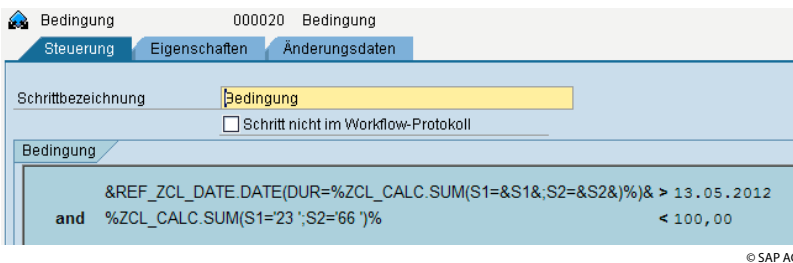 Bedingung 000020 Bedingung
Steuerung Eigenschaften Änderungsdaten
Schrittbezeichnung Bedingung
Schritt nicht im Workflow-Protokoll
Bedingung
&REF_ZCL_DATE.DATE(DUR=%ZCL_CALC.SUM(S1=&S1&;S2=&S2&)%)& > 13.05.2012
and %ZCL_CALC.SUM(S1='23 ';S2='66 ')% < 100,00
© SAP AG